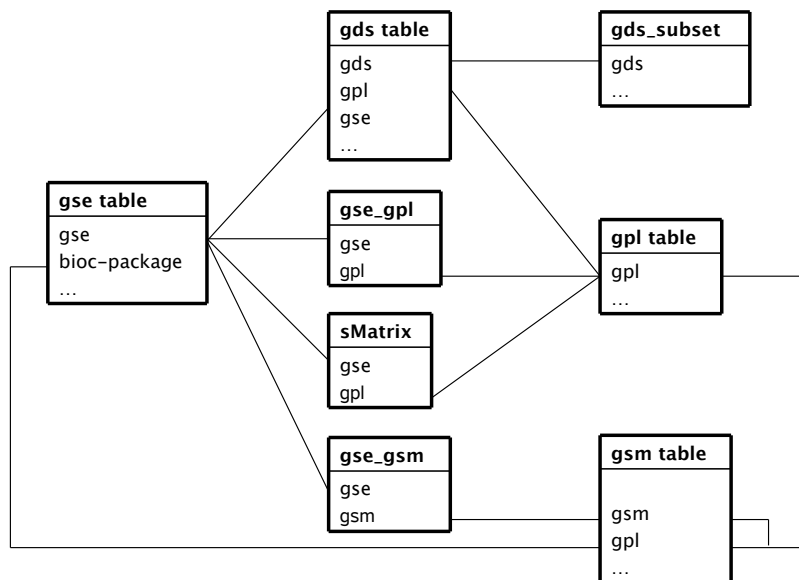 gds table
gds
gpl
gse
...
gds_subset
gds
...
gse table
gse
bioc-package
...
gse_gpl
gse
gpl
gpl table
gpl
...
sMatrix
gse
gpl
gse_gsm
gse
gsm
gsm table
gsm
gpl
...